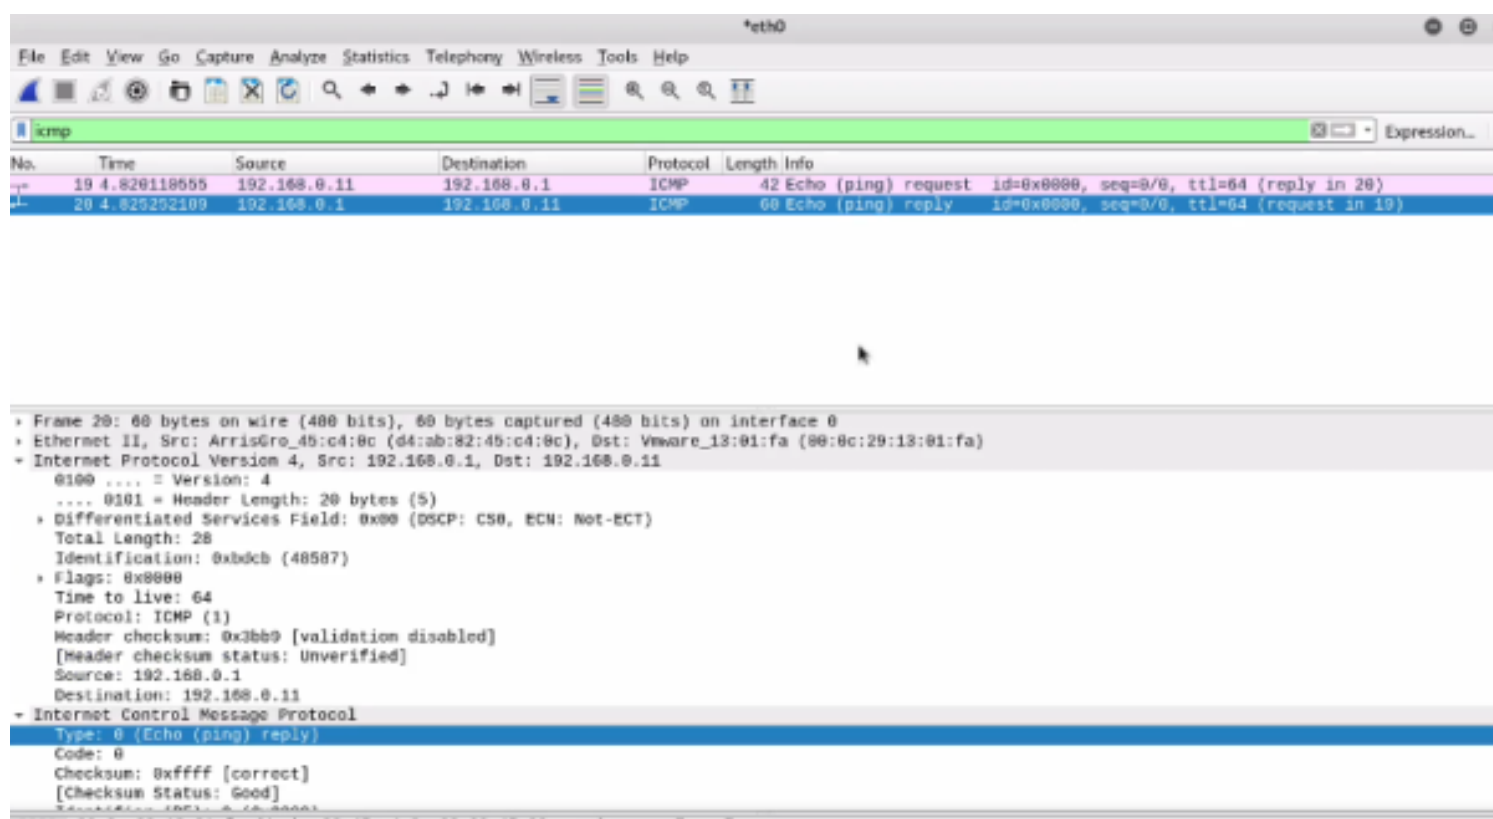 *eth0
File Edit View Go Capture Analyze Statistics Telephony Wireless Tools Help
icmp Expression...
No. Time Source Destination Protocol Length Info
19 4.820118555 192.168.0.11 192.168.0.1 ICMP 42 Echo (ping) request id=0x0000, seq=0/0, ttl=64 (reply in 20)
20 4.825252109 192.168.0.1 192.168.0.11 ICMP 60 Echo (ping) reply id=0x0000, seq=0/0, ttl=64 (request in 19)
Frame 20: 60 bytes on wire (480 bits), 60 bytes captured (480 bits) on interface 0
Ethernet II, Src: ArrisGro_45:c4:0c (d4:ab:82:45:c4:0c), Dst: Vmware_13:01:fa (00:0c:29:13:01:fa)
Internet Protocol Version 4, Src: 192.168.0.1, Dst: 192.168.0.11
0100 .... = Version: 4
.... 0101 = Header Length: 20 bytes (5)
Differentiated Services Field: 0x00 (DSCP: CS0, ECN: Not-ECT)
Total Length: 28
Identification: 0xbdcb (48587)
Flags: 0x0000
Time to live: 64
Protocol: ICMP (1)
Header checksum: 0x3bb9 [validation disabled]
[Header checksum status: Unverified]
Source: 192.168.0.1
Destination: 192.168.0.11
Internet Control Message Protocol
Type: 0 (Echo (ping) reply)
Code: 0
Checksum: 0xffff [correct]
[Checksum Status: Good]